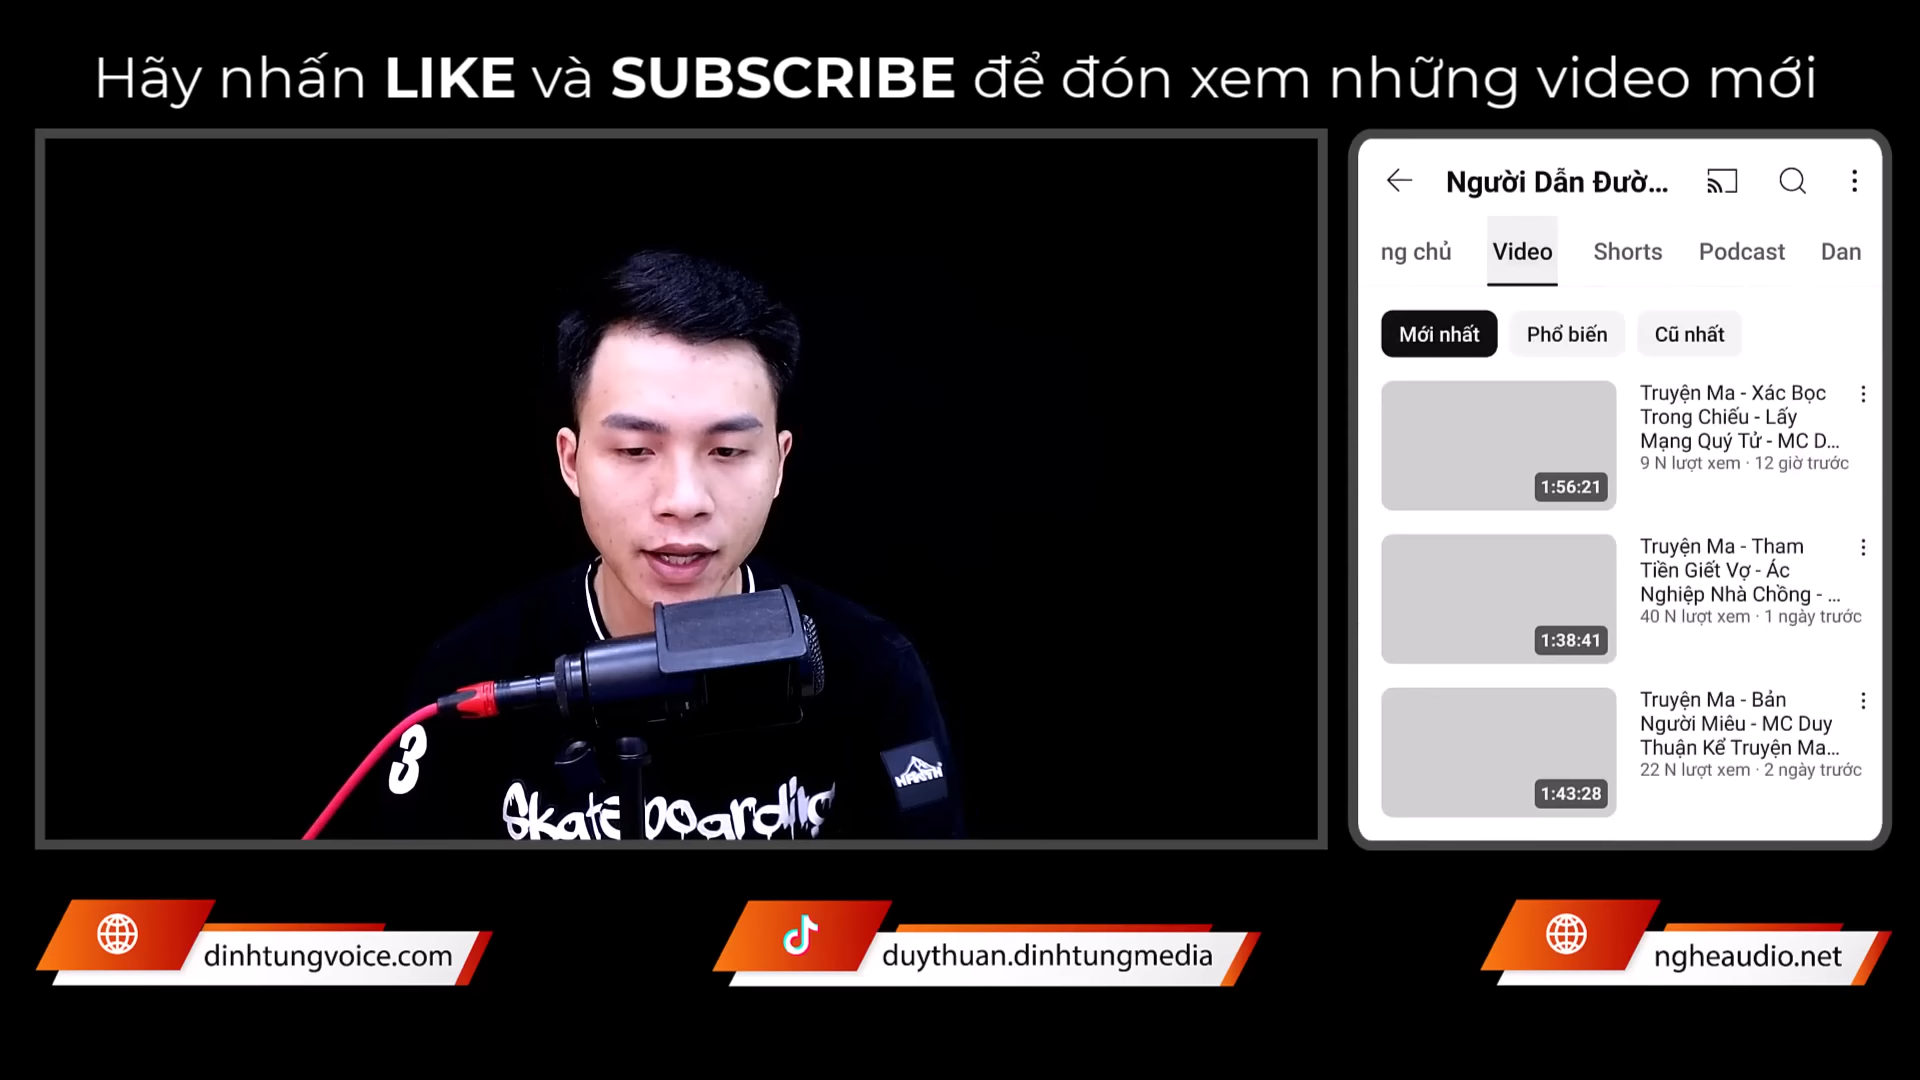 Hãy nhấn LIKE và SUBSCRIBE để đón xem những video mới
Người Dẫn Đườ...
ng chủ Video Shorts Podcast Dan
Mới nhất Phổ biến Cũ nhất
Truyện Ma - Xác Bọc
Trong Chiếu - Lấy
Mạng Quý Tử - MC D...
9 N lượt xem · 12 giờ trước
1:56:21
Truyện Ma - Tham
Tiền Giết Vợ - Ác
Nghiệp Nhà Chồng - ...
40 N lượt xem · 1 ngày trước
1:38:41
Truyện Ma - Bản
Người Miêu - MC Duy
Thuận Kể Truyện Ma...
22 N lượt xem · 2 ngày trước
1:43:28
3
Skateboarding
dinhtungvoice.com
duythuan.dinhtungmedia
ngheaudio.net